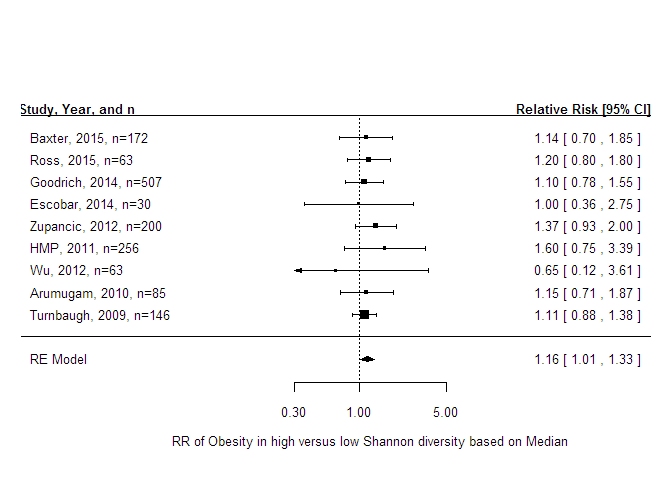 Study, Year, and n Relative Risk [95% CI]
Baxter, 2015, n=172 1.14 [ 0.70 , 1.85 ]
Ross, 2015, n=63 1.20 [ 0.80 , 1.80 ]
Goodrich, 2014, n=507 1.10 [ 0.78 , 1.55 ]
Escobar, 2014, n=30 1.00 [ 0.36 , 2.75 ]
Zupancic, 2012, n=200 1.37 [ 0.93 , 2.00 ]
HMP, 2011, n=256 1.60 [ 0.75 , 3.39 ]
Wu, 2012, n=63 0.65 [ 0.12 , 3.61 ]
Arumugam, 2010, n=85 1.15 [ 0.71 , 1.87 ]
Turnbaugh, 2009, n=146 1.11 [ 0.88 , 1.38 ]
RE Model 1.16 [ 1.01 , 1.33 ]
0.30 1.00 5.00
RR of Obesity in high versus low Shannon diversity based on Median